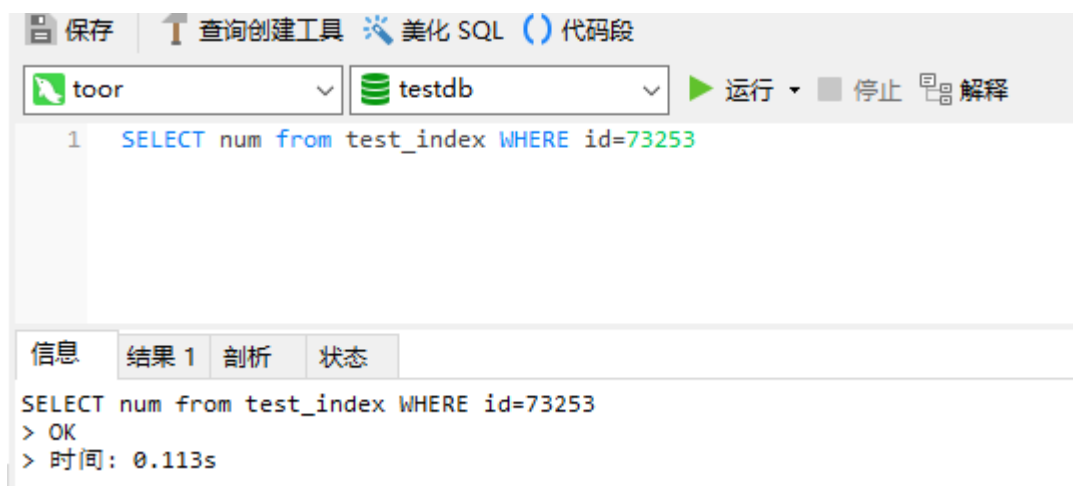 保存 查询创建工具 美化 SQL () 代码段
toor testdb 运行 停止 解释
1 SELECT num from test_index WHERE id=73253
信息 结果 1 剖析 状态
SELECT num from test_index WHERE id=73253
> OK
> 时间: 0.113s